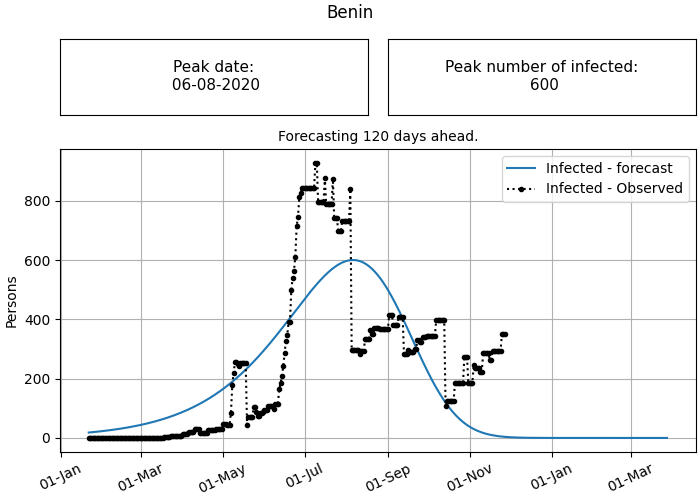 Benin
Peak date:
06-08-2020
Peak number of infected:
600
Forecasting 120 days ahead.
Infected - forecast
Infected - Observed
Persons
800
600
400
200
0
01-Jan
01-Mar
01-May
01-Jul
01-Sep
01-Nov
01-Jan
01-Mar